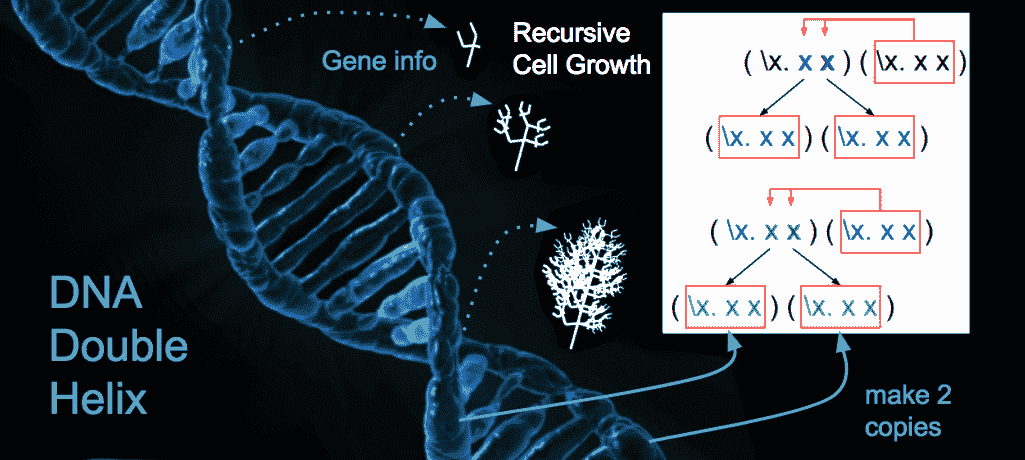 Gene info
Recursive
Cell Growth
DNA
Double
Helix
( \x. x x ) ( \x. x x )
( \x. x x ) ( \x. x x )
( \x. x x ) ( \x. x x )
( \x. x x ) ( \x. x x )
make 2
copies